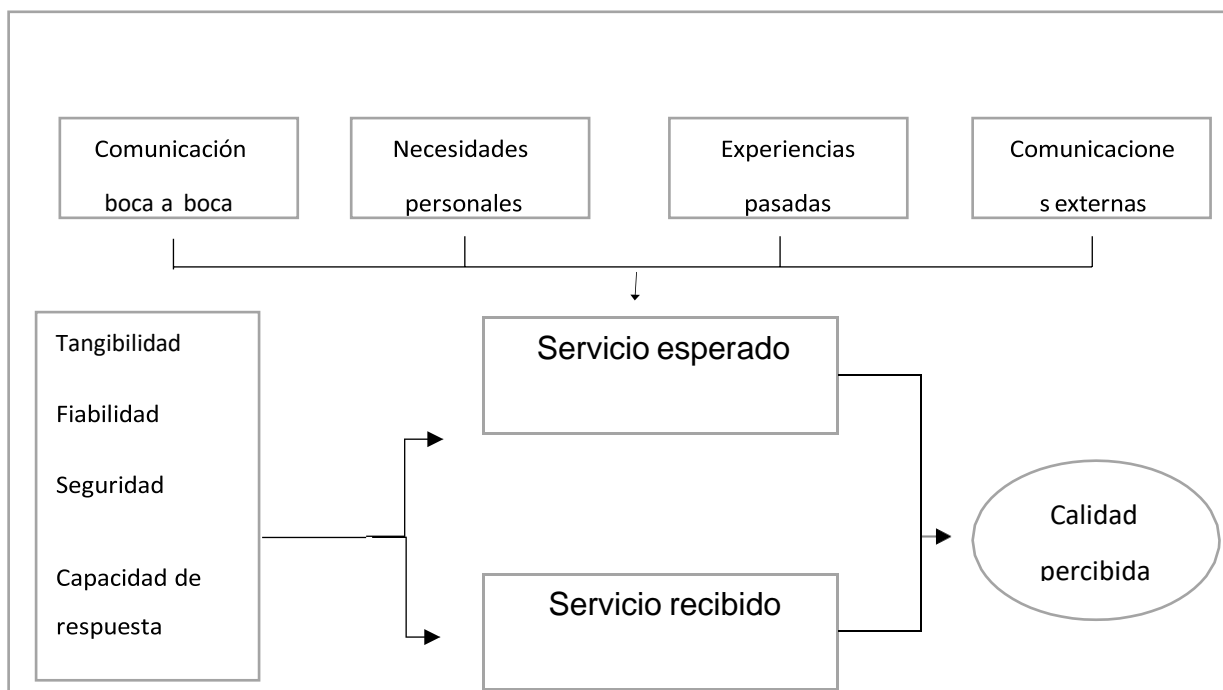 Comunicación
boca a boca
Necesidades
personales
Experiencias
pasadas
Comunicacione
s externas
Tangibilidad
Fiabilidad
Seguridad
Capacidad de
respuesta
Servicio esperado
Servicio recibido
Calidad
percibida